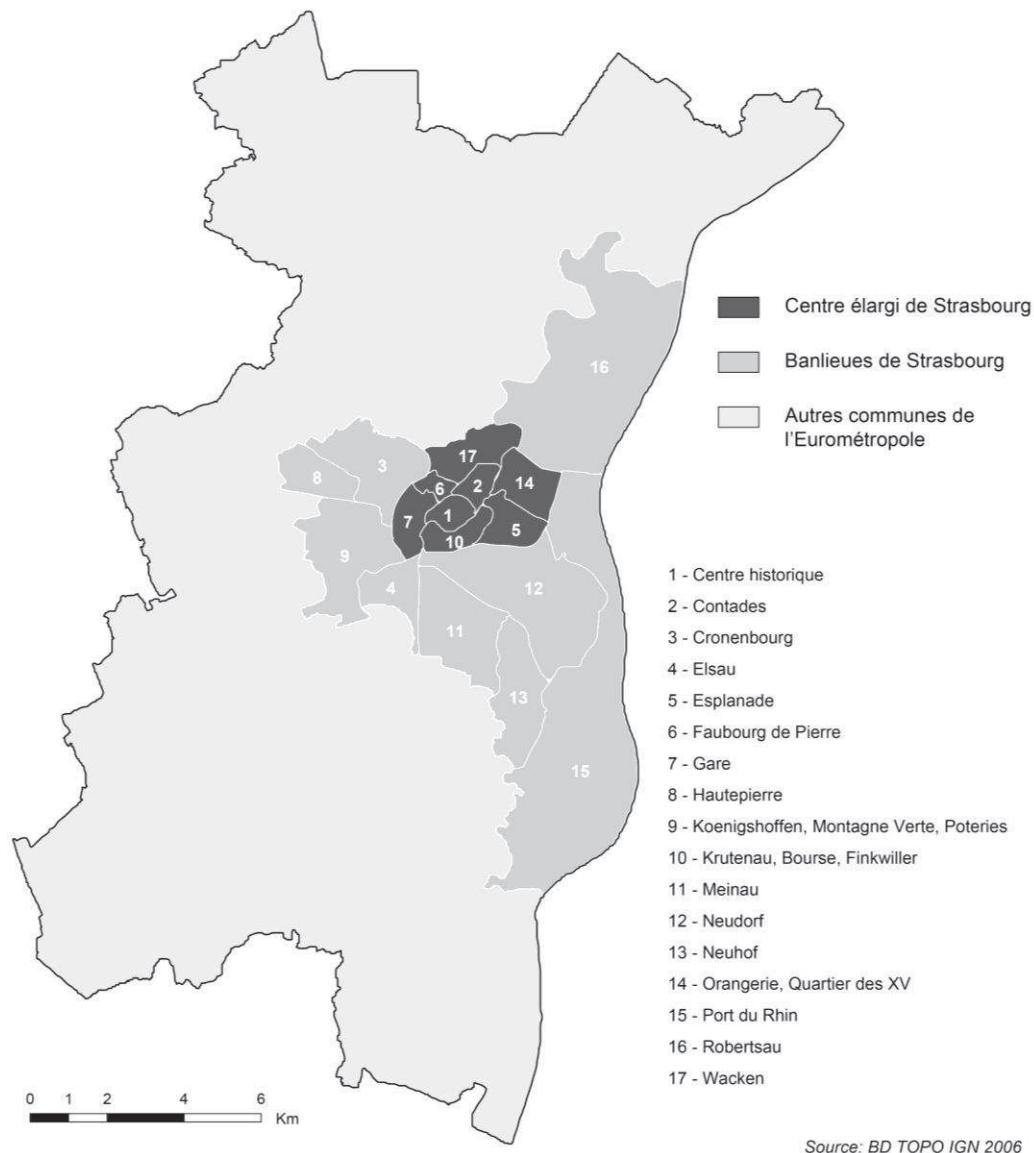 Centre élargi de Strasbourg
Banlieues de Strasbourg
Autres communes de
l'Eurométropole
16
17
3
8
2
14
6
1
7
5
10
9
4
12
11
13
15
1 - Centre historique
2 - Contades
3 - Cronenbourg
4 - Elsau
5 - Esplanade
6 - Faubourg de Pierre
7 - Gare
8 - Hautepierre
9 - Koenigshoffen, Montagne Verte, Poteries
10 - Krutenau, Bourse, Finkwiller
11 - Meinau
12 - Neudorf
13 - Neuhof
14 - Orangerie, Quartier des XV
15 - Port du Rhin
16 - Robertsau
17 - Wacken
0 1 2 4 6
Km
Source: BD TOPO IGN 2006